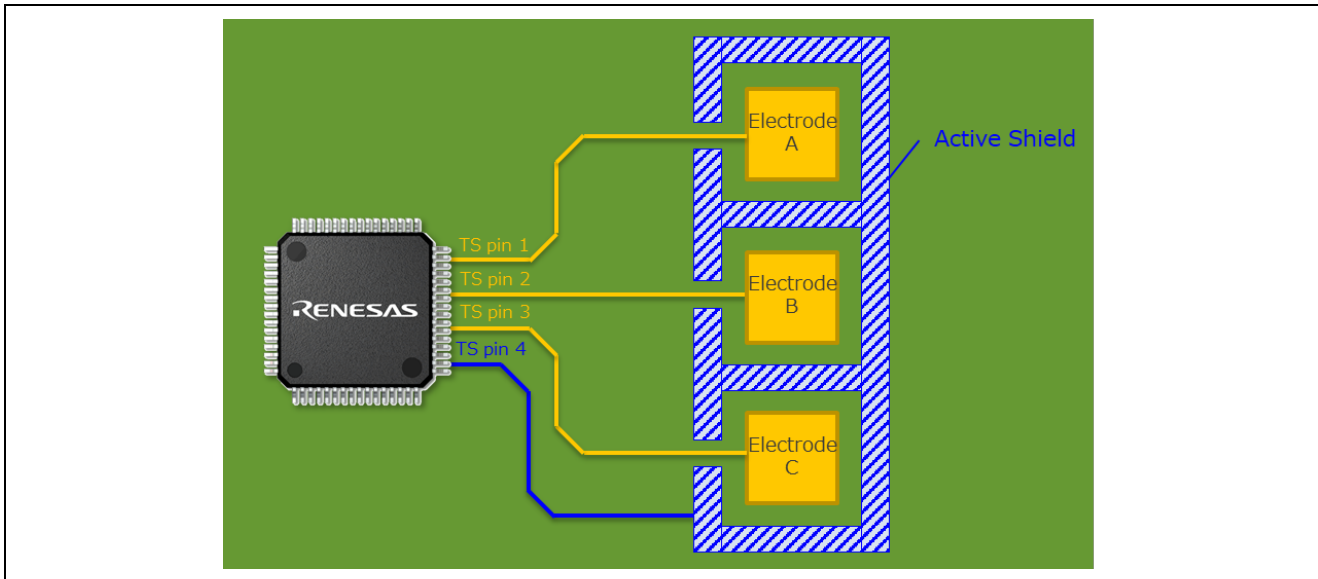 Electrode
A
Active Shield
TS pin 1
TS pin 2
Electrode
B
RENESAS
TS pin 3
TS pin 4
Electrode
C